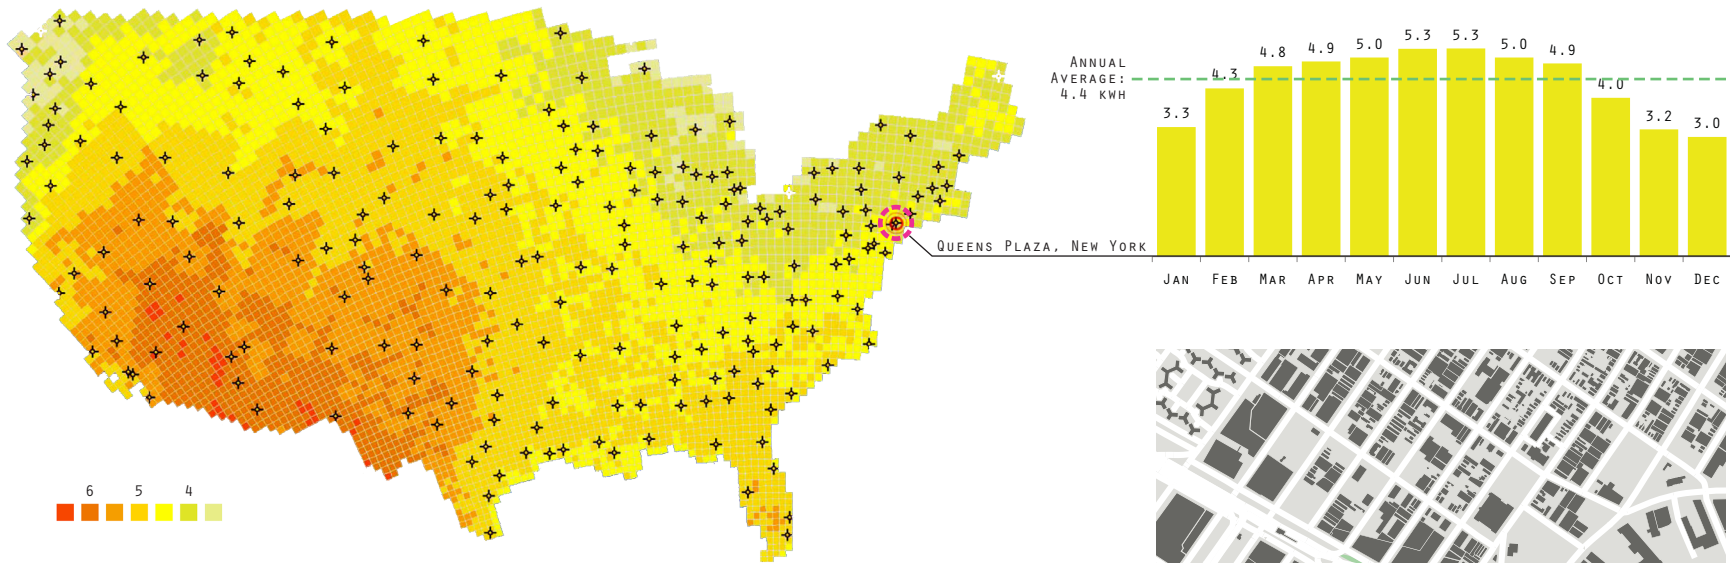 ANNUAL
AVERAGE:
4.4 KWH
3.3
4.3
4.8
4.9
5.0
5.3
5.3
5.0
4.9
4.0
3.2
3.0
QUEENS PLAZA, NEW YORK
JAN FEB MAR APR MAY JUN JUL AUG SEP OCT NOV DEC
6 5 4